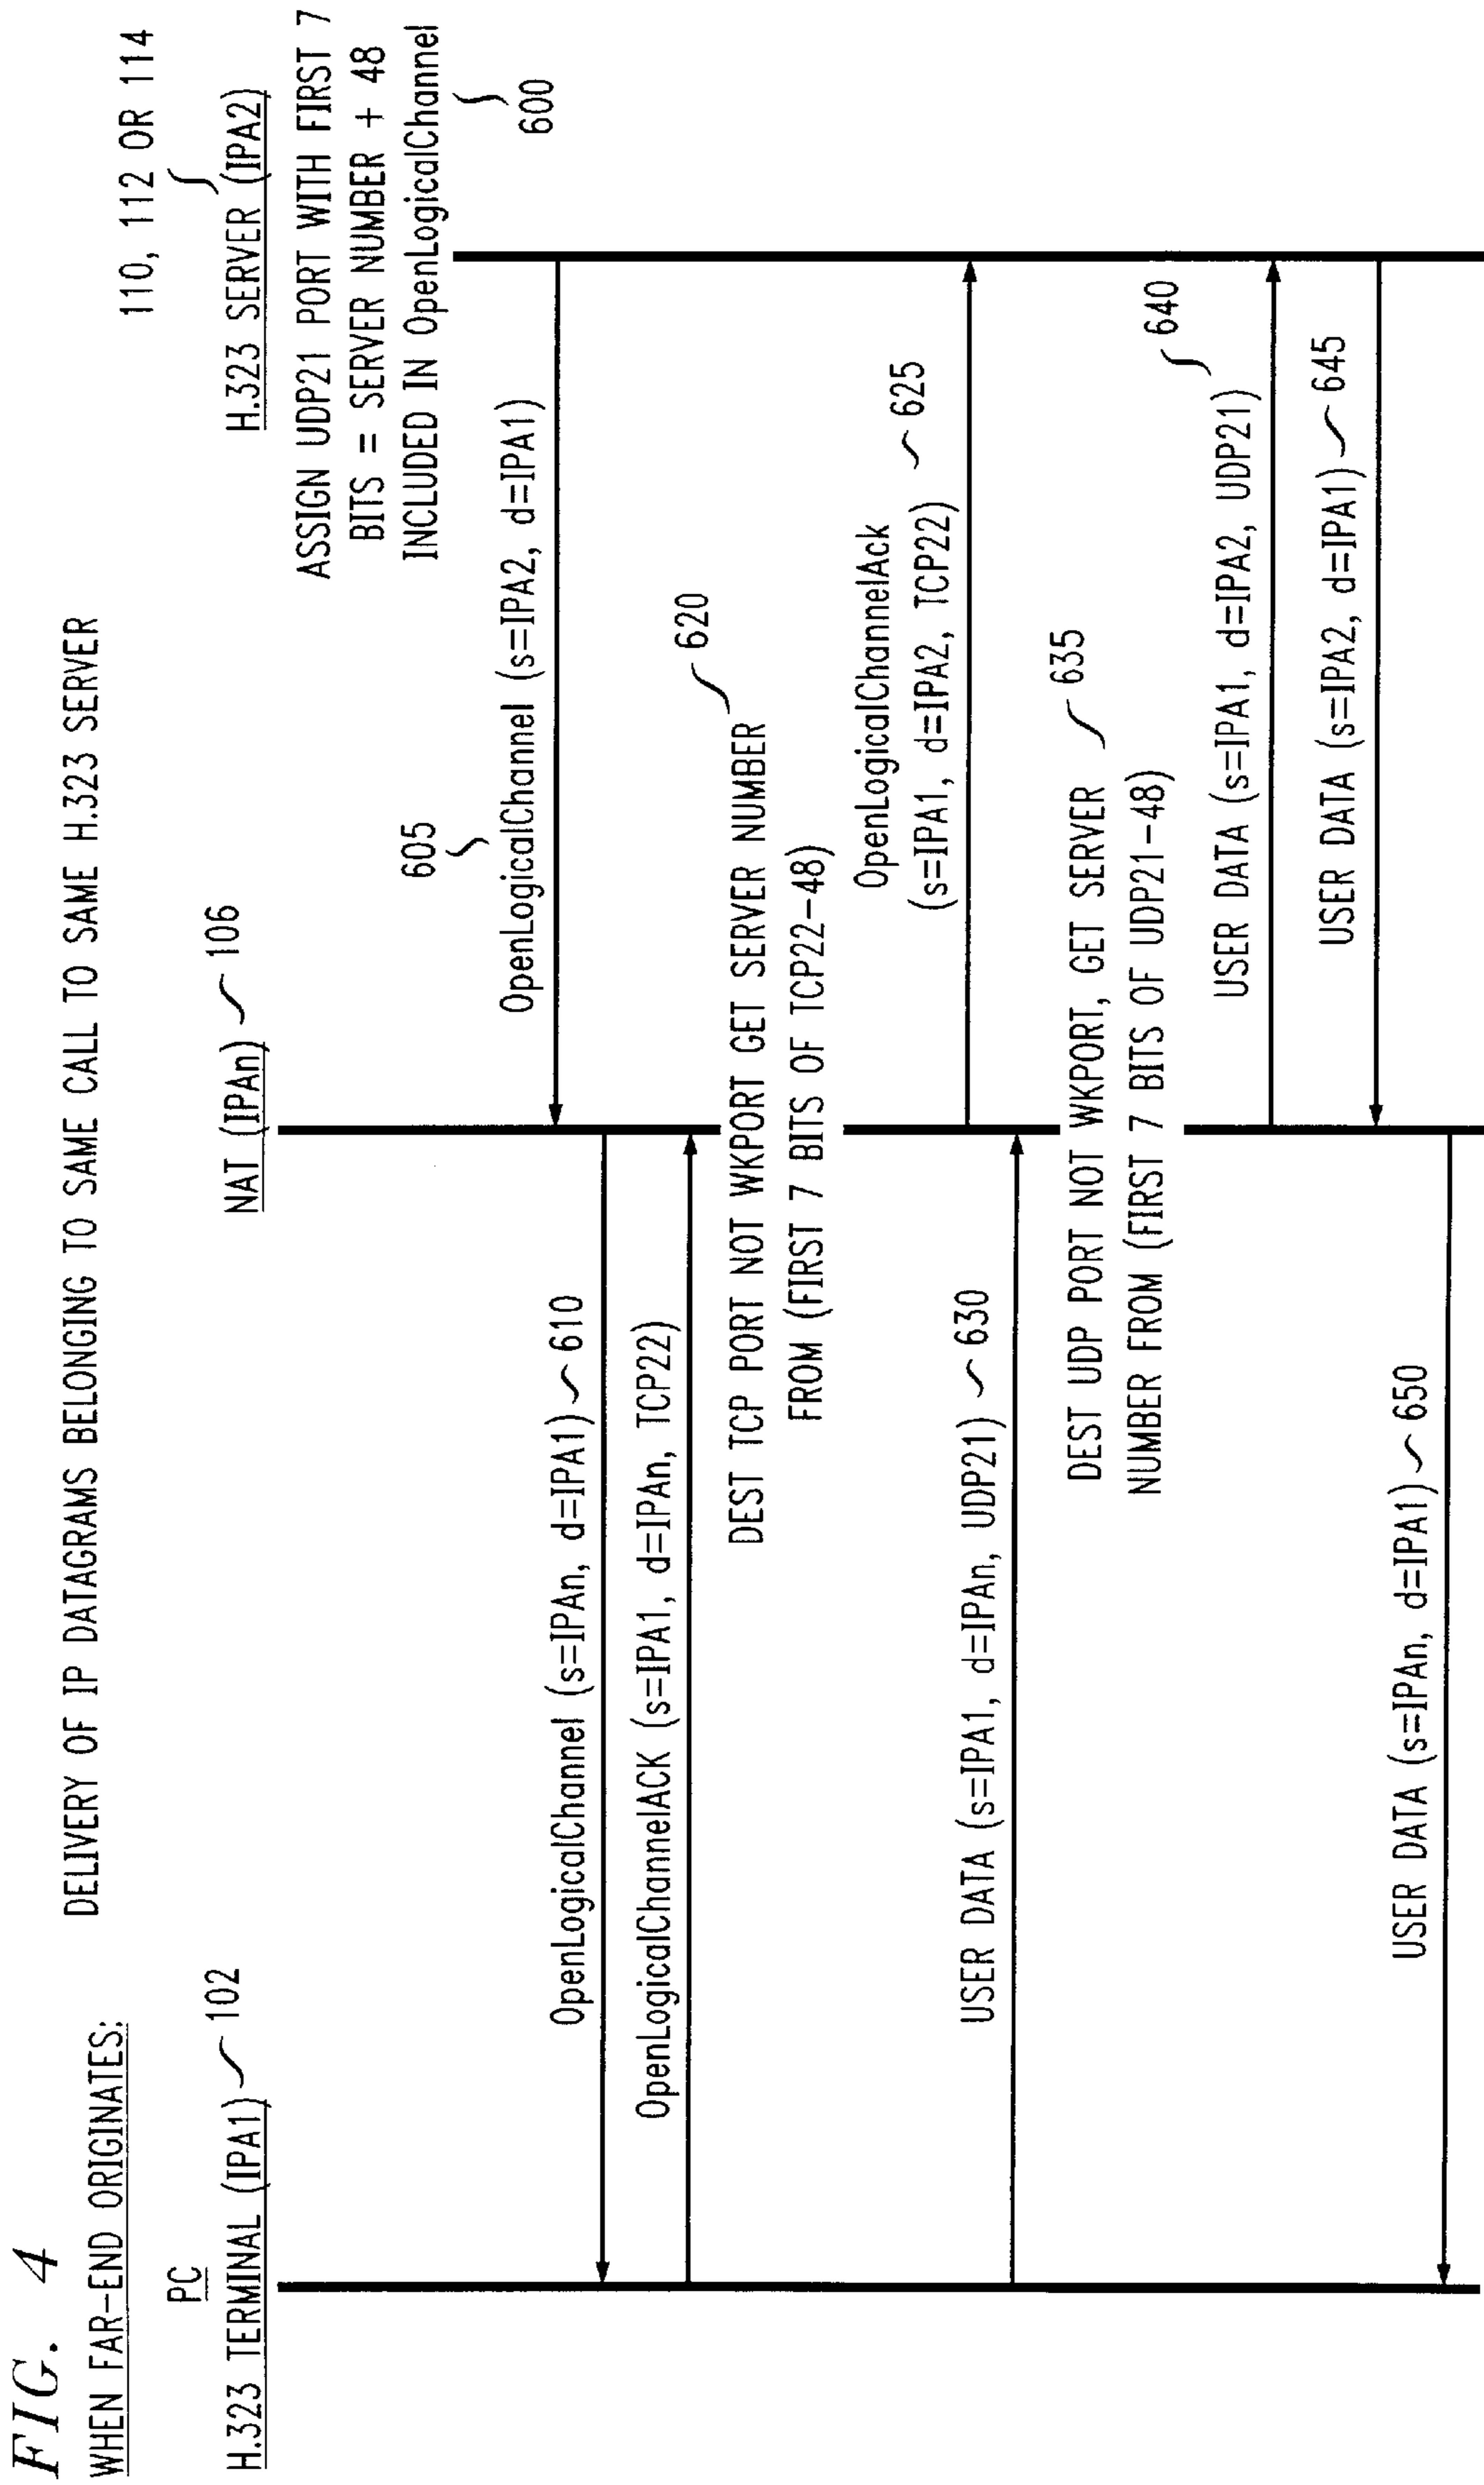 FIG. 4
DELIVERY OF IP DATAGRAMS BELONGING TO SAME CALL TO SAME H.323 SERVER
WHEN FAR-END ORIGINATES:
PC
H.323 TERMINAL (IPA1) 102
NAT (IPAn) 106
110, 112 OR 114
H.323 SERVER (IPA2)
ASSIGN UDP21 PORT WITH FIRST 7
BITS = SERVER NUMBER + 48
INCLUDED IN OpenLogicalChannel
600
605
OpenLogicalChannel (s=IPA2, d=IPA1)
OpenLogicalChannel (s=IPAn, d=IPA1) 610
OpenLogicalChannelACK (s=IPA1, d=IPAn, TCP22)
620
DEST TCP PORT NOT WKPORT GET SERVER NUMBER
FROM (FIRST 7 BITS OF TCP22-48)
OpenLogicalChannelAck
(s=IPA1, d=IPA2, TCP22) 625
USER DATA (s=IPA1, d=IPAn, UDP21) 630
635
DEST UDP PORT NOT WKPORT, GET SERVER
NUMBER FROM (FIRST 7 BITS OF UDP21-48)
640
USER DATA (s=IPA1, d=IPA2, UDP21)
USER DATA (s=IPA2, d=IPA1) 645
USER DATA (s=IPAn, d=IPA1) 650